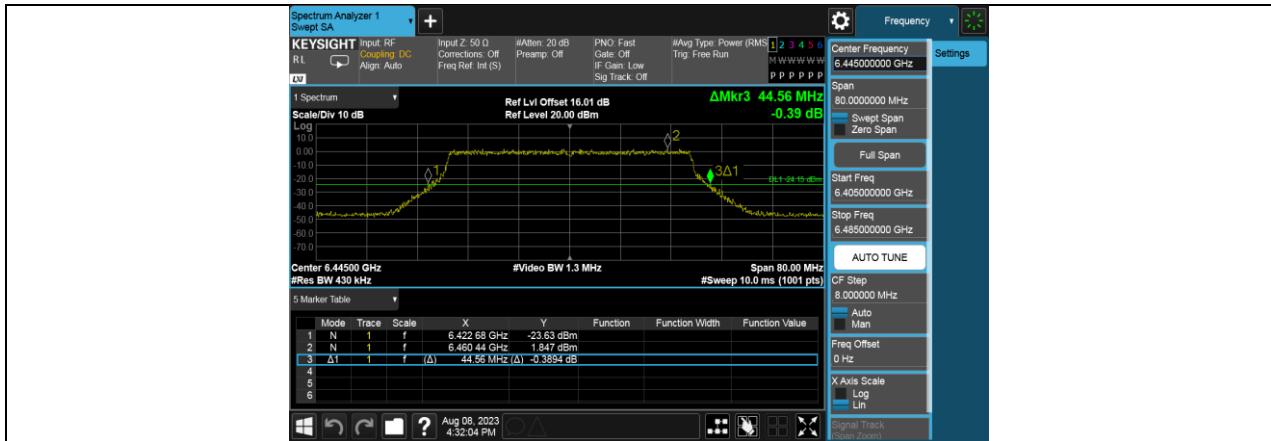 Spectrum Analyzer 1
Swept SA
Frequency
KEYSIGHT
RL
LXI
Input: RF
Coupling: DC
Align: Auto
Input Z: 50 Ω
Corrections: Off
Freq Ref: Int (S)
#Atten: 20 dB
Preamp: Off
PNO: Fast
Gate: Off
IF Gain: Low
Sig Track: Off
#Avg Type: Power (RMS
Trig: Free Run
1 2 3 4 5 6
M W W W W W
P P P P P P
1 Spectrum
Scale/Div 10 dB
Ref Lvl Offset 16.01 dB
Ref Level 20.00 dBm
ΔMkr3 44.56 MHz
-0.39 dB
Log
10.0
0.00
-10.0
-20.0
-30.0
-40.0
-50.0
-60.0
-70.0
1
2
3Δ1
DL1 -24.15 dBm
Center 6.44500 GHz
#Video BW 1.3 MHz
Span 80.00 MHz
#Res BW 430 kHz
#Sweep 10.0 ms (1001 pts)
5 Marker Table
Mode Trace Scale X Y Function Function Width Function Value
1 N 1 f 6.422 68 GHz -23.63 dBm
2 N 1 f 6.460 44 GHz 1.847 dBm
3 Δ1 1 f (Δ) 44.56 MHz (Δ) -0.3894 dB
4
5
6
?
Aug 08, 2023
4:32:04 PM
Center Frequency
6.445000000 GHz
Settings
Span
80.0000000 MHz
Swept Span
Zero Span
Full Span
Start Freq
6.405000000 GHz
Stop Freq
6.485000000 GHz
AUTO TUNE
CF Step
8.000000 MHz
Auto
Man
Freq Offset
0 Hz
X Axis Scale
Log
Lin
Signal Track
(Span Zoom)